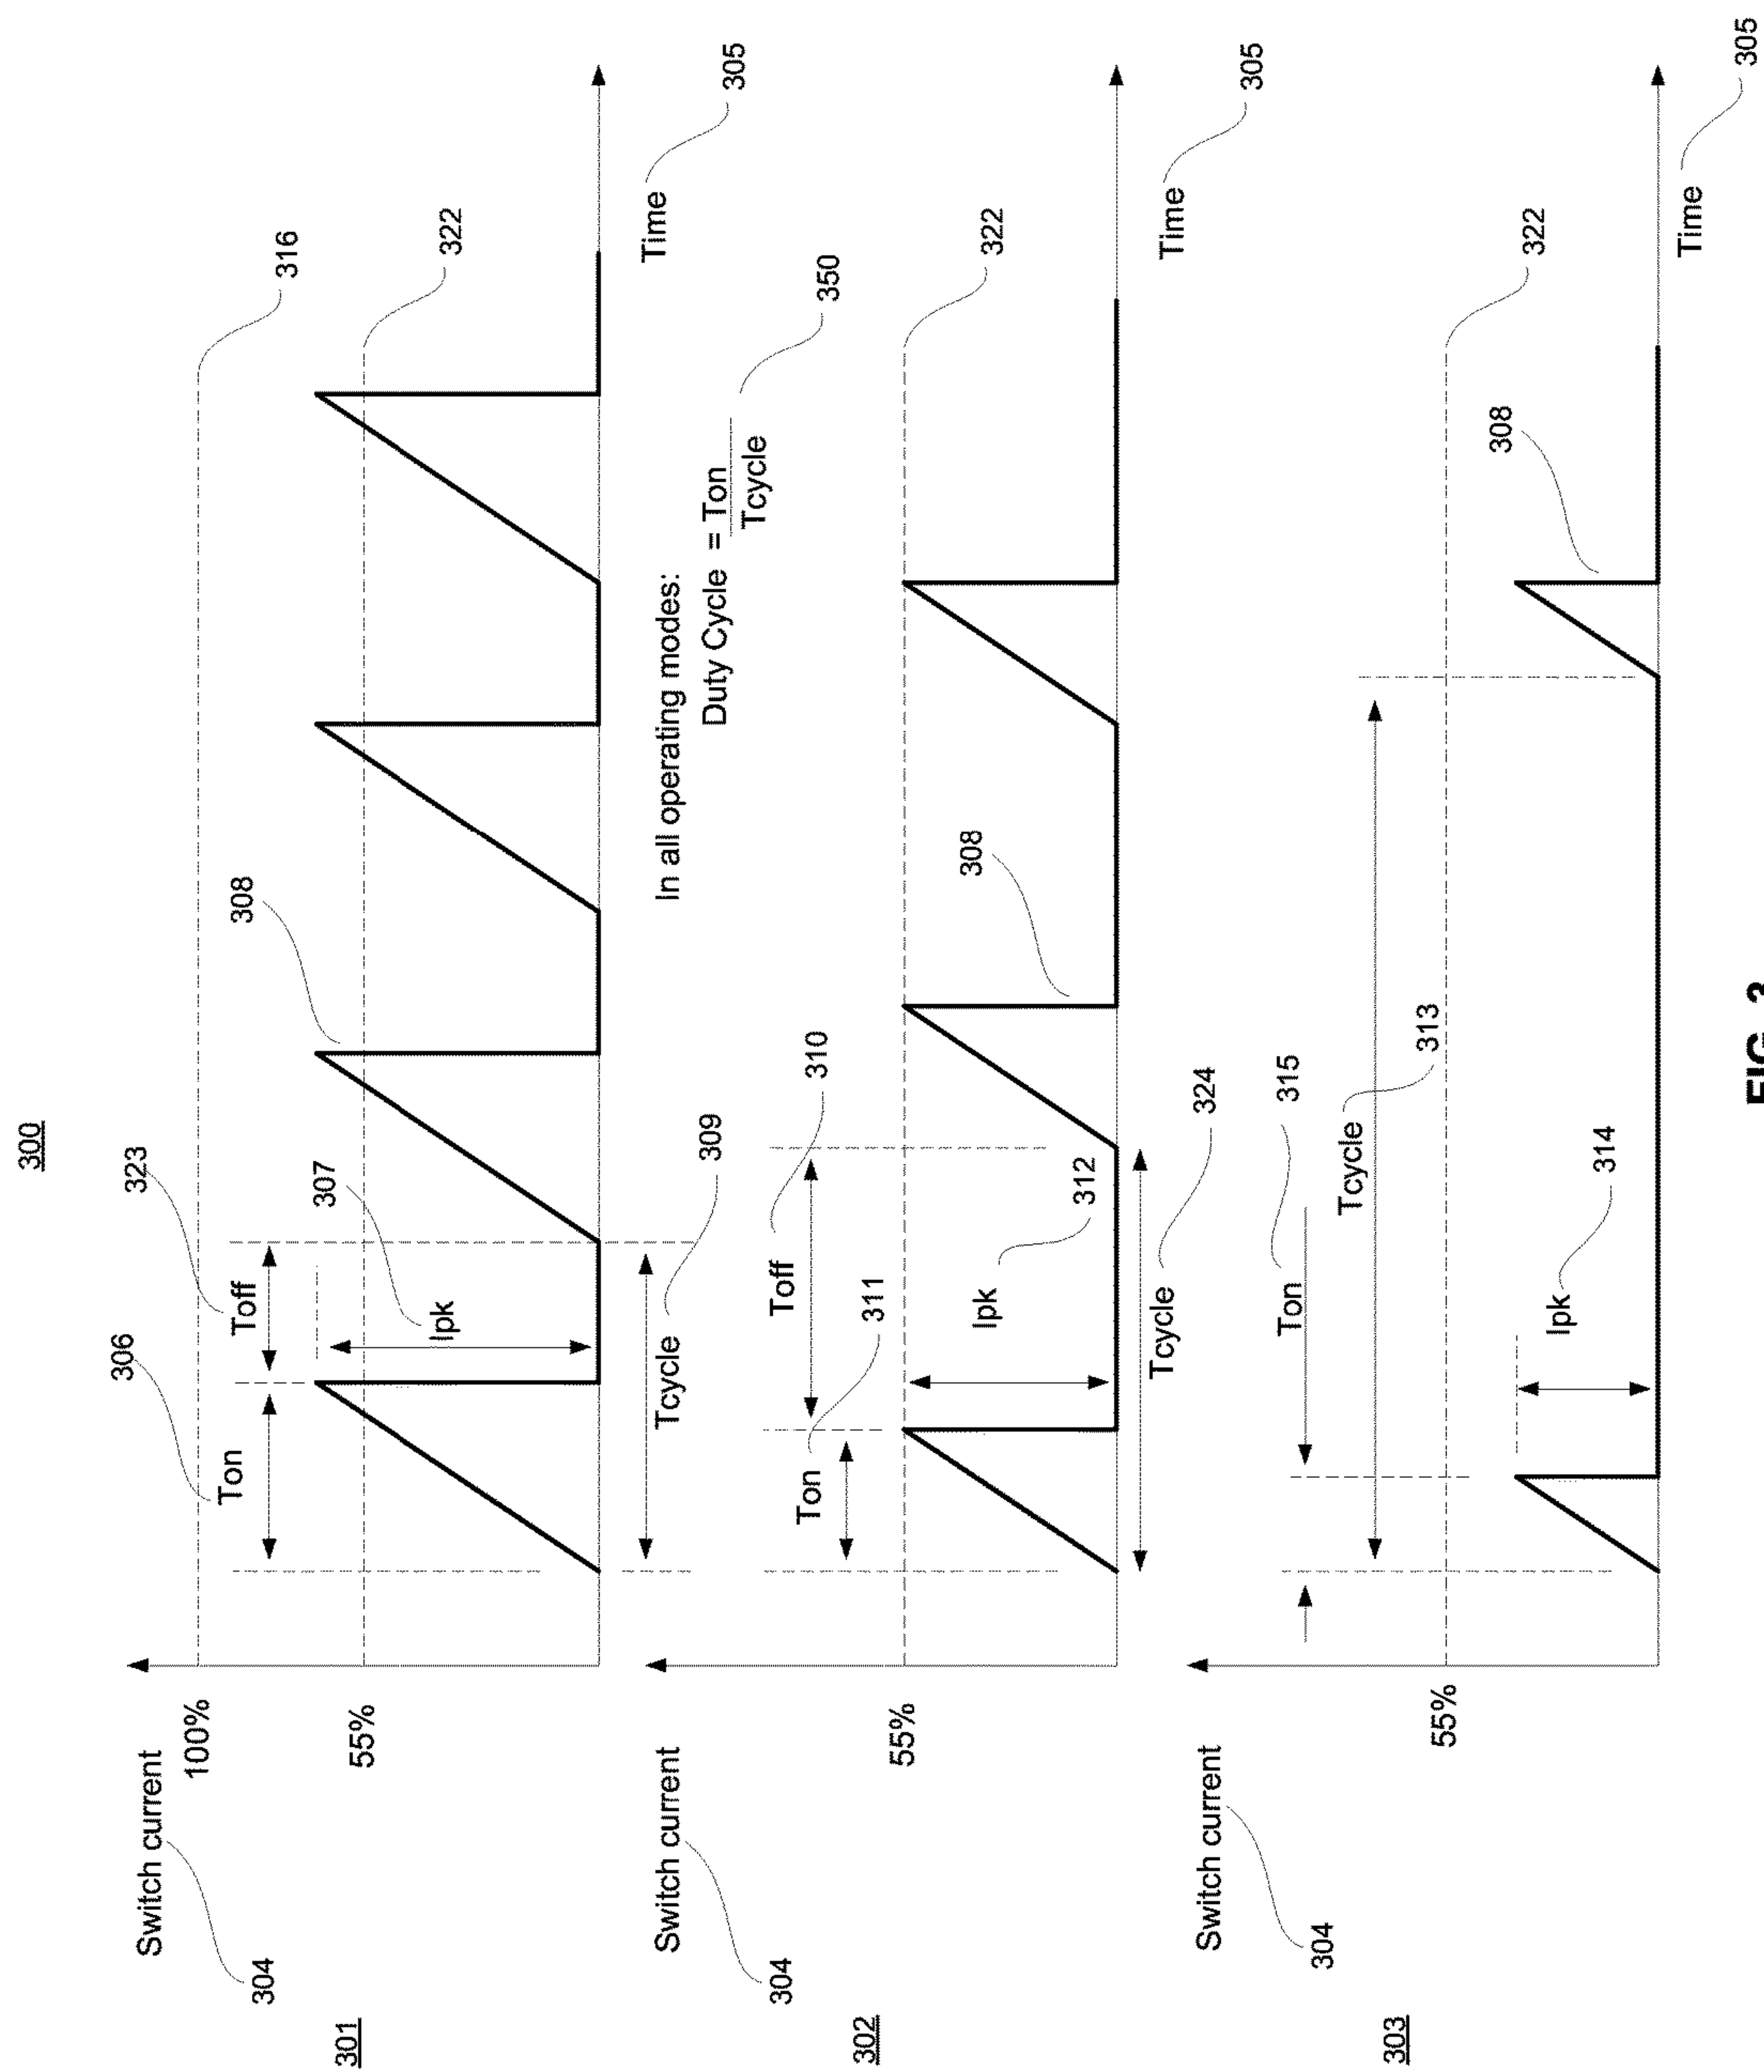 300
301
Switch current
304
100%
55%
306
Ton
323
Toff
307
Ipk
308
316
322
Tcycle
309
Time
305
In all operating modes:
Duty Cycle = Ton
Tcycle
350
302
Switch current
304
55%
Ton
311
Toff
310
Ipk
312
308
322
Tcycle
324
Time
305
303
Switch current
304
55%
Ton
315
Tcycle
313
Ipk
314
308
322
Time
305
FIG. 3